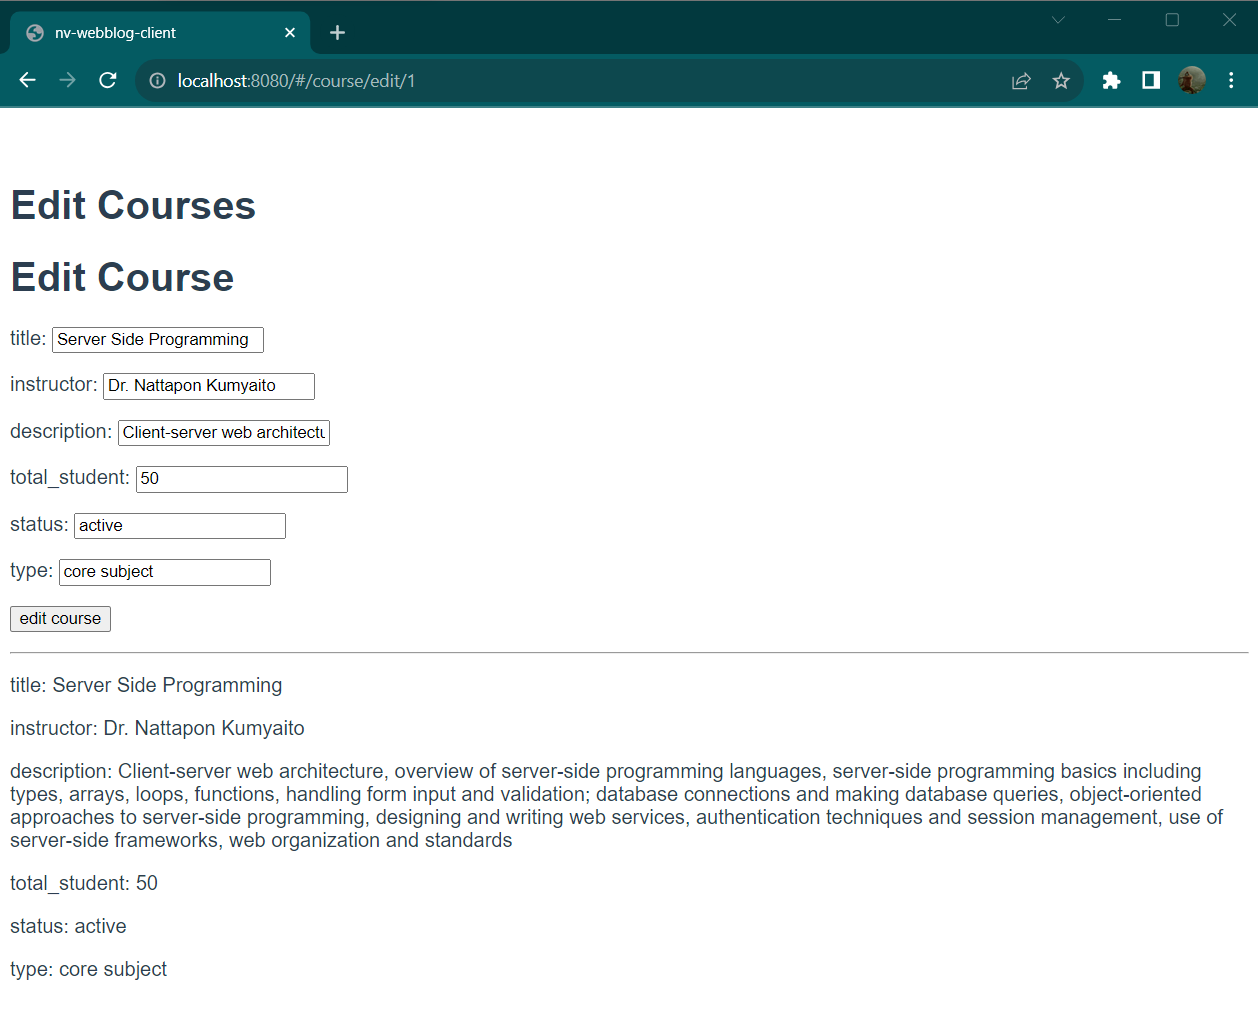 nv-webblog-client
localhost:8080/#/course/edit/1
Edit Courses
Edit Course
title: Server Side Programming
instructor: Dr. Nattapon Kumyaito
description: Client-server web architectu
total_student: 50
status: active
type: core subject
edit course
title: Server Side Programming
instructor: Dr. Nattapon Kumyaito
description: Client-server web architecture, overview of server-side programming languages, server-side programming basics including
types, arrays, loops, functions, handling form input and validation; database connections and making database queries, object-oriented
approaches to server-side programming, designing and writing web services, authentication techniques and session management, use of
server-side frameworks, web organization and standards
total_student: 50
status: active
type: core subject